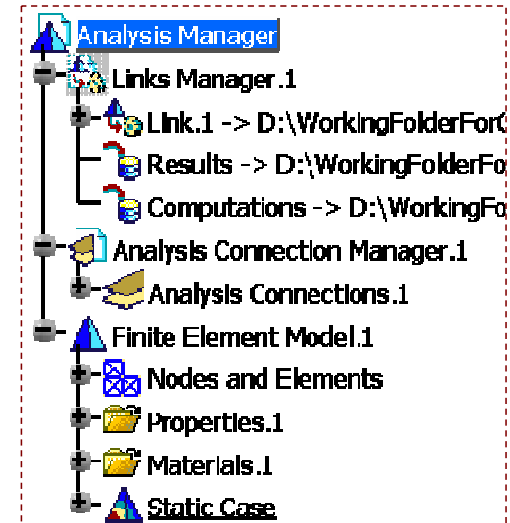 Analysis Manager
Links Manager.1
Link.1 -> D:\WorkingFolderFor
Results -> D:\WorkingFolderFo
Computations -> D:\WorkingFo
Analysis Connection Manager.1
Analysis Connections.1
Finite Element Model.1
Nodes and Elements
Properties.1
Materials.1
Static Case